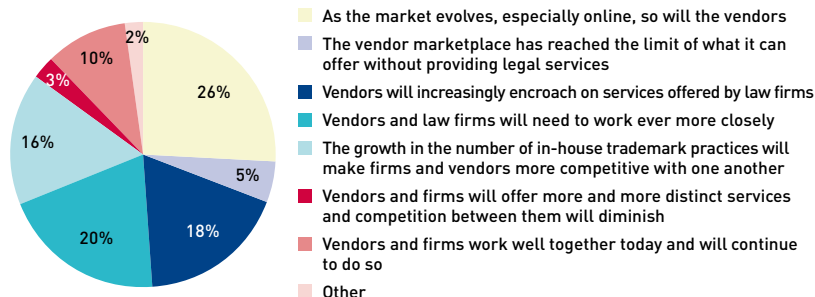 2%
10%
3%
26%
16%
5%
18%
20%
As the market evolves, especially online, so will the vendors
The vendor marketplace has reached the limit of what it can
offer without providing legal services
Vendors will increasingly encroach on services offered by law firms
Vendors and law firms will need to work ever more closely
The growth in the number of in-house trademark practices will
make firms and vendors more competitive with one another
Vendors and firms will offer more and more distinct services
and competition between them will diminish
Vendors and firms work well together today and will continue
to do so
Other